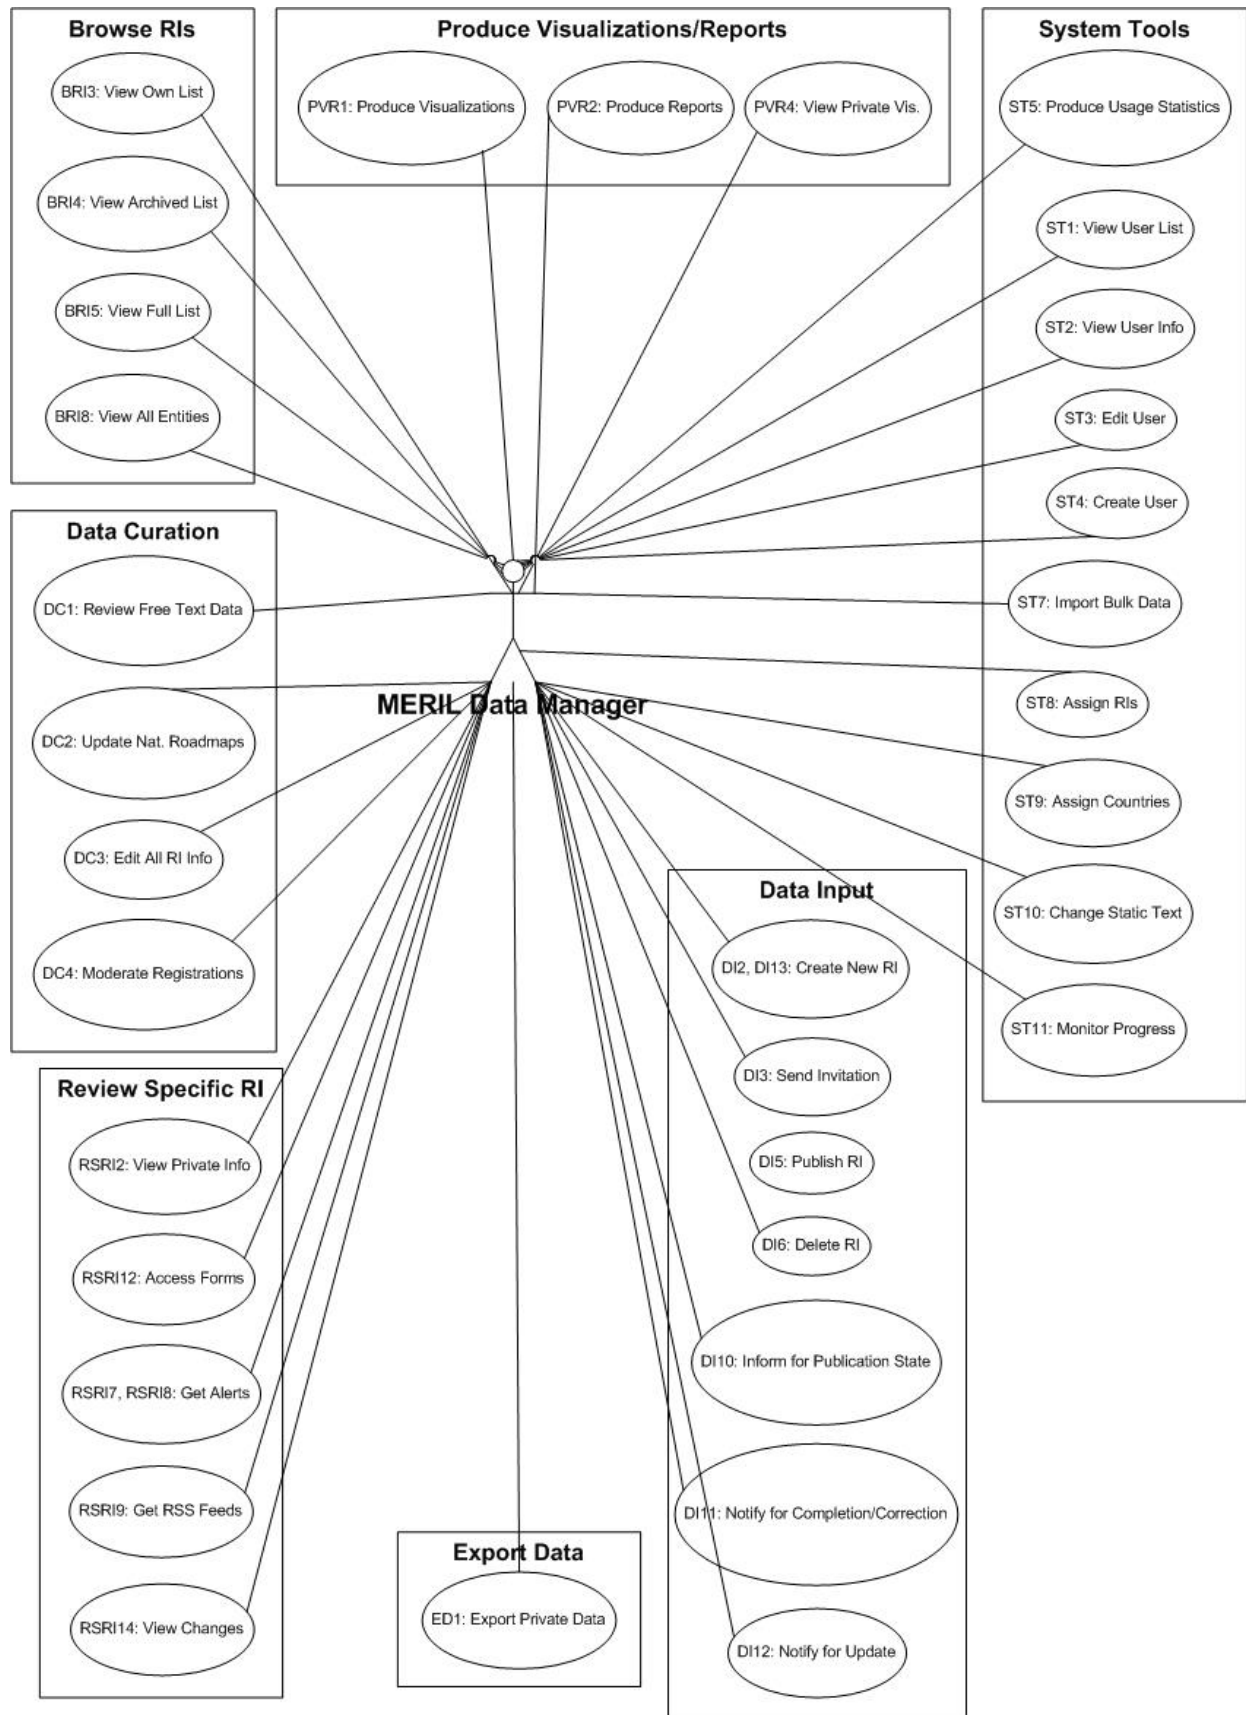 Browse RIs
BRI3: View Own List
BRI4: View Archived List
BRI5: View Full List
BRI8: View All Entities
Produce Visualizations/Reports
PVR1: Produce Visualizations
PVR2: Produce Reports
PVR4: View Private Vis.
System Tools
ST5: Produce Usage Statistics
ST1: View User List
ST2: View User Info
ST3: Edit User
ST4: Create User
ST7: Import Bulk Data
ST8: Assign RIs
ST9: Assign Countries
ST10: Change Static Text
ST11: Monitor Progress
Data Curation
DC1: Review Free Text Data
DC2: Update Nat. Roadmaps
DC3: Edit All RI Info
DC4: Moderate Registrations
MERIL Data Manager
Review Specific RI
RSRI2: View Private Info
RSRI12: Access Forms
RSRI7, RSRI8: Get Alerts
RSRI9: Get RSS Feeds
RSRI14: View Changes
Export Data
ED1: Export Private Data
Data Input
DI2, DI13: Create New RI
DI3: Send Invitation
DI5: Publish RI
DI6: Delete RI
DI10: Inform for Publication State
DI11: Notify for Completion/Correction
DI12: Notify for Update